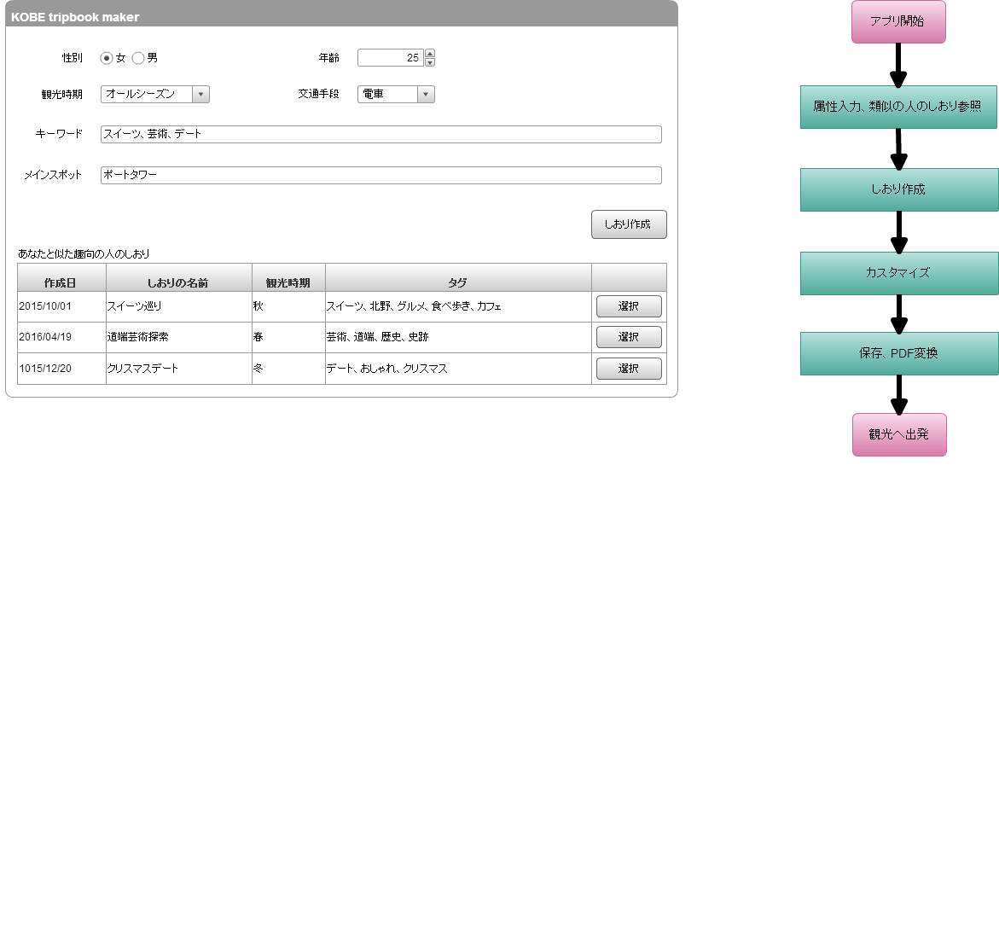 KOBE tripbook maker
性別 女 男 年齢 25
観光時期 オールシーズン 交通手段 電車
キーワード スイーツ、芸術、デート
メインスポット ポートタワー
しおり作成
あなたと似た趣向の人のしおり
作成日 しおりの名前 観光時期 タグ
2015/10/01 スイーツ巡り 秋 スイーツ、北野、グルメ、食べ歩き、カフェ 選択
2016/04/19 道端芸術探索 春 芸術、道端、歴史、史跡 選択
1015/12/20 クリスマスデート 冬 デート、おしゃれ、クリスマス 選択
アプリ開始
属性入力、類似の人のしおり参照
しおり作成
カスタマイズ
保存、PDF変換
観光へ出発